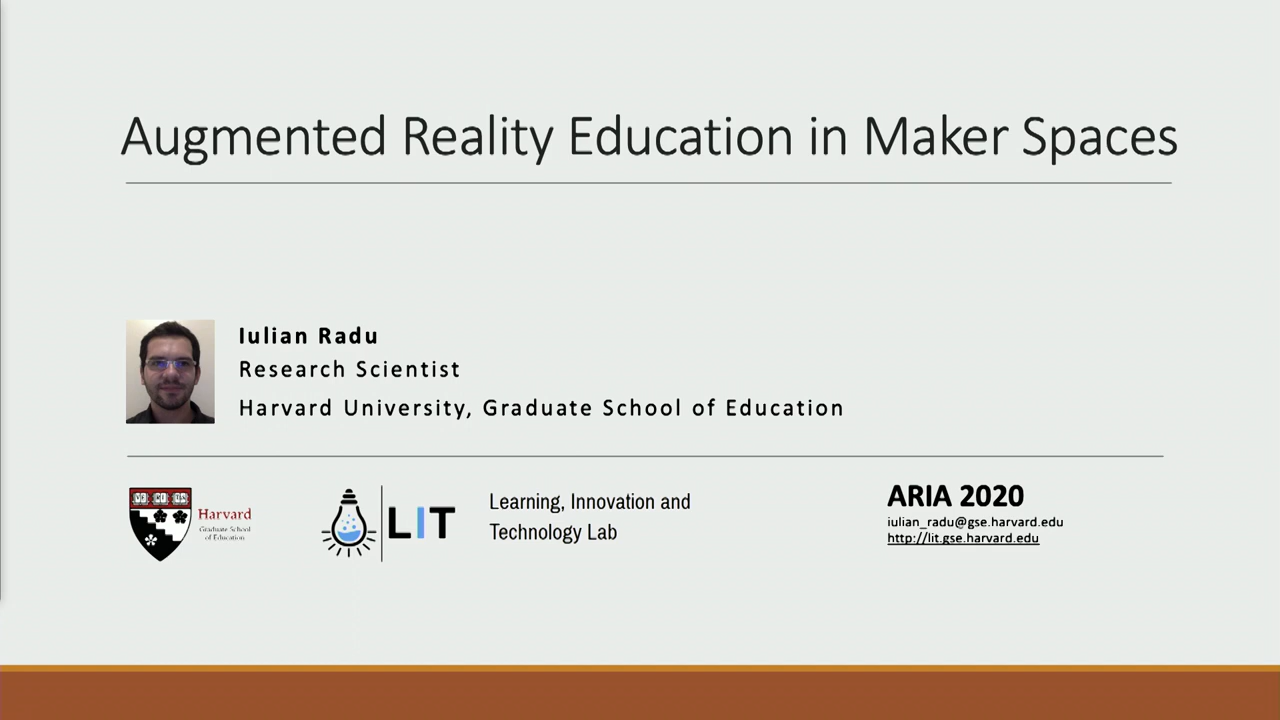 Augmented Reality Education in Maker Spaces
Iulian Radu
Research Scientist
Harvard University, Graduate School of Education
Harvard
Graduate School
of Education
LIT
Learning, Innovation and
Technology Lab
ARIA 2020
iulian_radu@gse.harvard.edu
http://lit.gse.harvard.edu